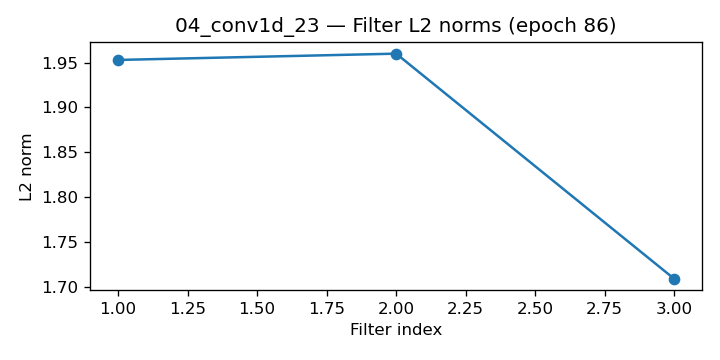 04_conv1d_23 — Filter L2 norms (epoch 86)
L2 norm
1.95
1.90
1.85
1.80
1.75
1.70
1.00 1.25 1.50 1.75 2.00 2.25 2.50 2.75 3.00
Filter index